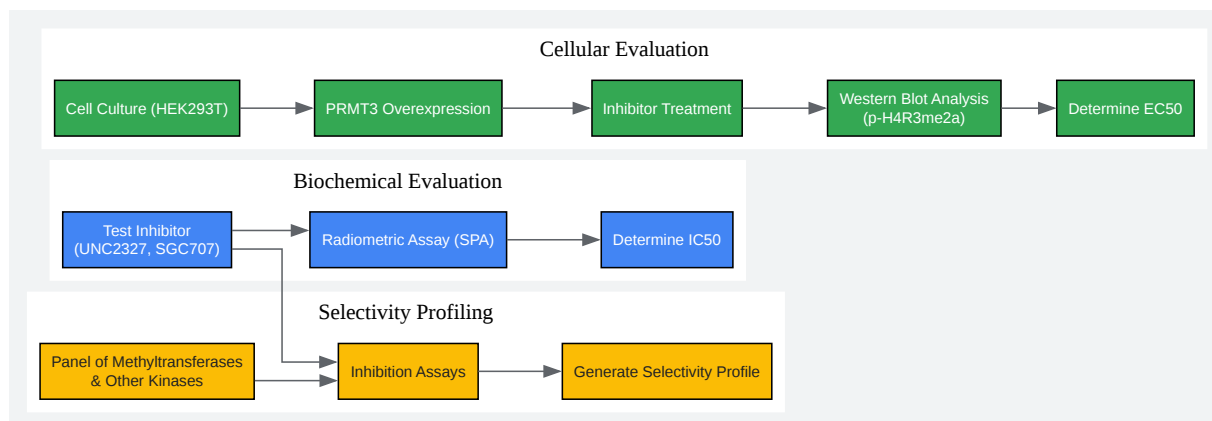 Cellular Evaluation
Cell Culture (HEK293T)
PRMT3 Overexpression
Inhibitor Treatment
Western Blot Analysis
(p-H4R3me2a)
Determine EC50
Biochemical Evaluation
Test Inhibitor
(UNC2327, SGC707)
Radiometric Assay (SPA)
Determine IC50
Selectivity Profiling
Panel of Methyltransferases
& Other Kinases
Inhibition Assays
Generate Selectivity Profile